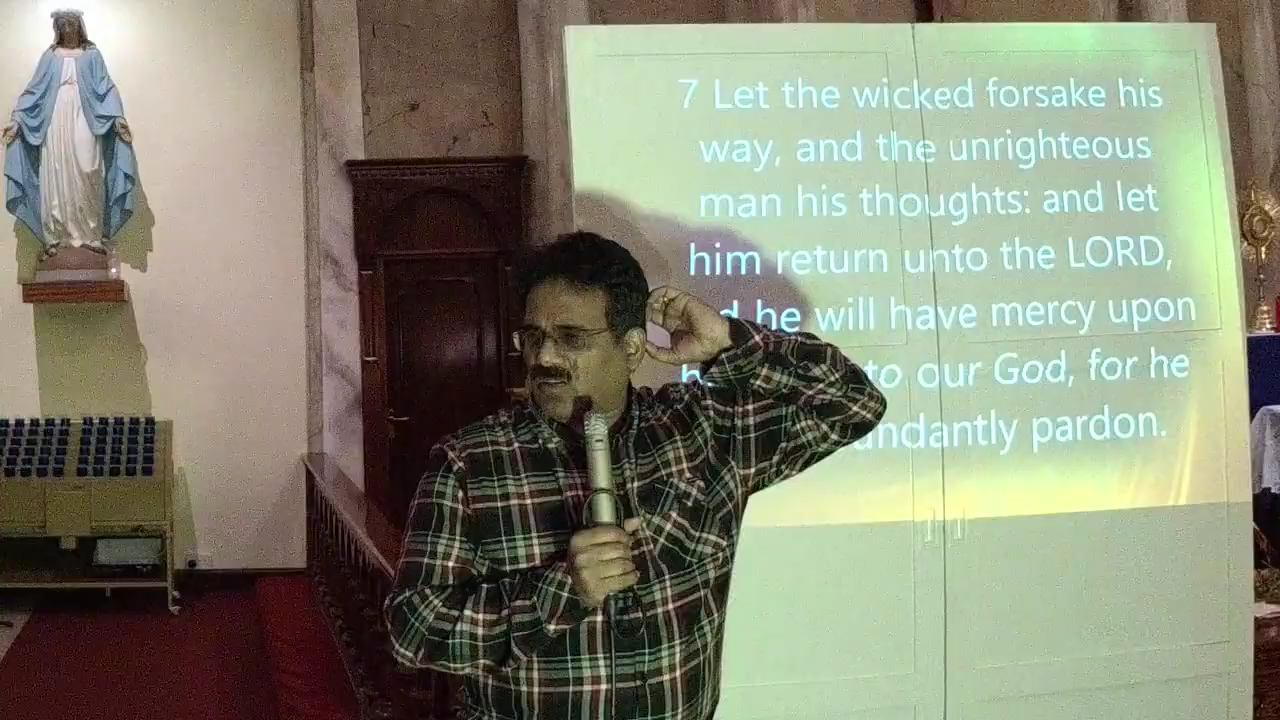 7 Let the wicked forsake his
way, and the unrighteous
man his thoughts: and let
him return unto the LORD,
he will have mercy upon
our God, for he
pardon.